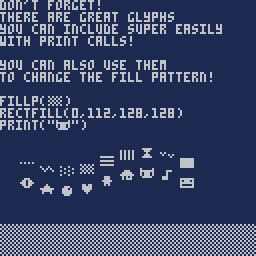 DON'T FORGET!
THERE ARE GREAT GLYPHS
YOU CAN INCLUDE SUPER EASILY
WITH PRINT CALLS!
YOU CAN ALSO USE THEM
TO CHANGE THE FILL PATTERN!
FILLP(▒)
RECTFILL(0,112,128,128)
PRINT("🐱")